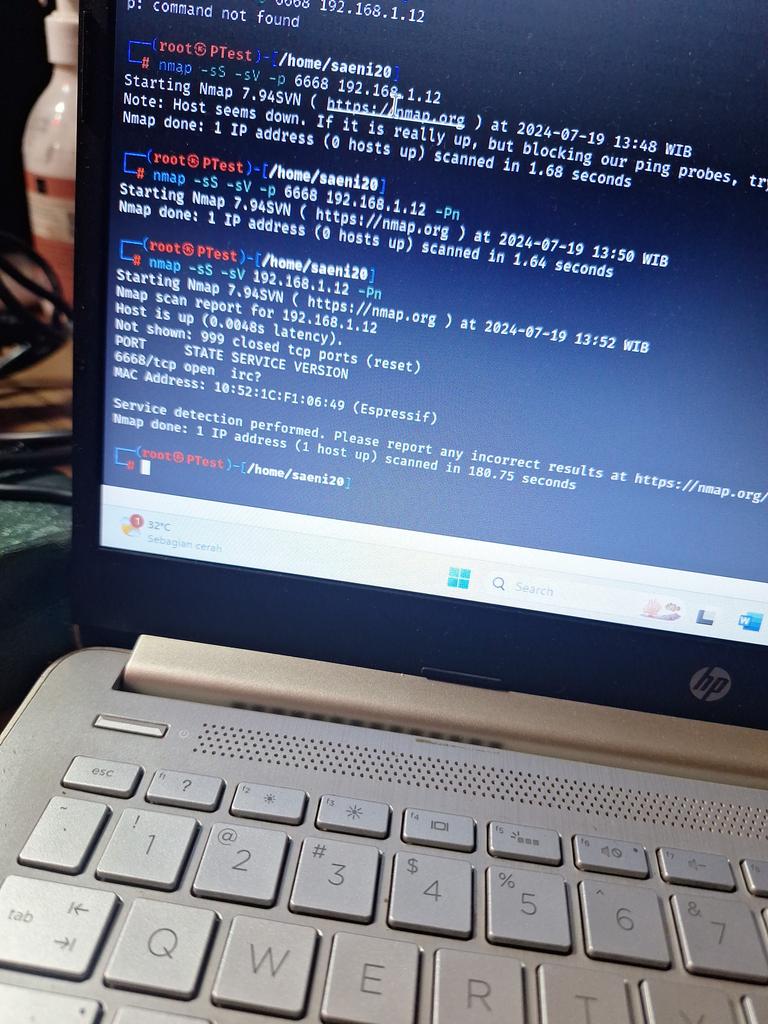 6668 192.168.1.12
p: command not found
┌──(root㉿PTest)-[/home/saeni20]
└─# nmap -sS -sV -p 6668 192.168.1.12
Starting Nmap 7.94SVN ( https://nmap.org ) at 2024-07-19 13:48 WIB
Note: Host seems down. If it is really up, but blocking our ping probes, try
Nmap done: 1 IP address (0 hosts up) scanned in 1.68 seconds
┌──(root㉿PTest)-[/home/saeni20]
└─# nmap -sS -sV -p 6668 192.168.1.12 -Pn
Starting Nmap 7.94SVN ( https://nmap.org ) at 2024-07-19 13:50 WIB
Nmap done: 1 IP address (0 hosts up) scanned in 1.64 seconds
┌──(root㉿PTest)-[/home/saeni20]
└─# nmap -sS -sV 192.168.1.12 -Pn
Starting Nmap 7.94SVN ( https://nmap.org ) at 2024-07-19 13:52 WIB
Nmap scan report for 192.168.1.12
Host is up (0.0048s latency).
Not shown: 999 closed tcp ports (reset)
PORT     STATE SERVICE VERSION
6668/tcp open  irc?
MAC Address: 10:52:1C:F1:06:49 (Espressif)
Service detection performed. Please report any incorrect results at https://nmap.org/
Nmap done: 1 IP address (1 host up) scanned in 180.75 seconds
┌──(root㉿PTest)-[/home/saeni20]
└─#
1
32°C
Sebagian cerah
Search
W
hp
esc
f1 ? f2 f3 f4 f5 f6 f7 f8
~ ` ! 1 @ 2 # 3 $ 4 % 5 ^ 6 & 7
tab Q W E R T Y